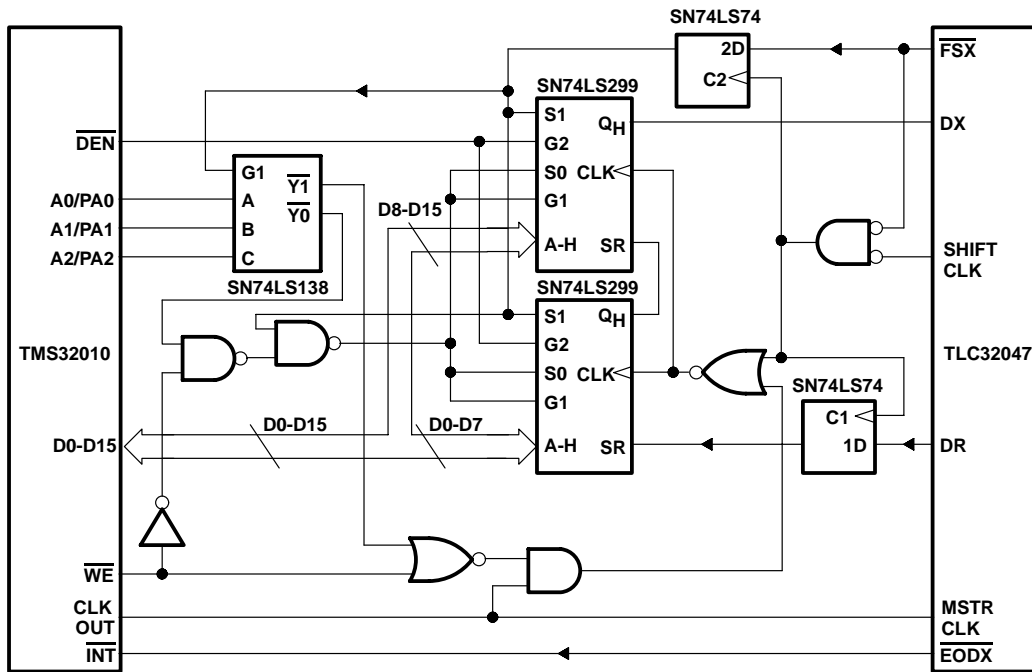 SN74LS74
2D
C2
FSX
SN74LS299
S1
QH
G2
DX
DEN
S0
CLK
G1
G1
Y1
A0/PA0
A
Y0
D8-D15
A1/PA1
B
A-H
SR
A2/PA2
C
SHIFT
CLK
SN74LS138
SN74LS299
S1
QH
G2
TMS32010
S0
CLK
TLC32047
G1
SN74LS74
C1
D0-D15
D0-D15
D0-D7
A-H
SR
1D
DR
WE
CLK
OUT
MSTR
CLK
INT
EODX